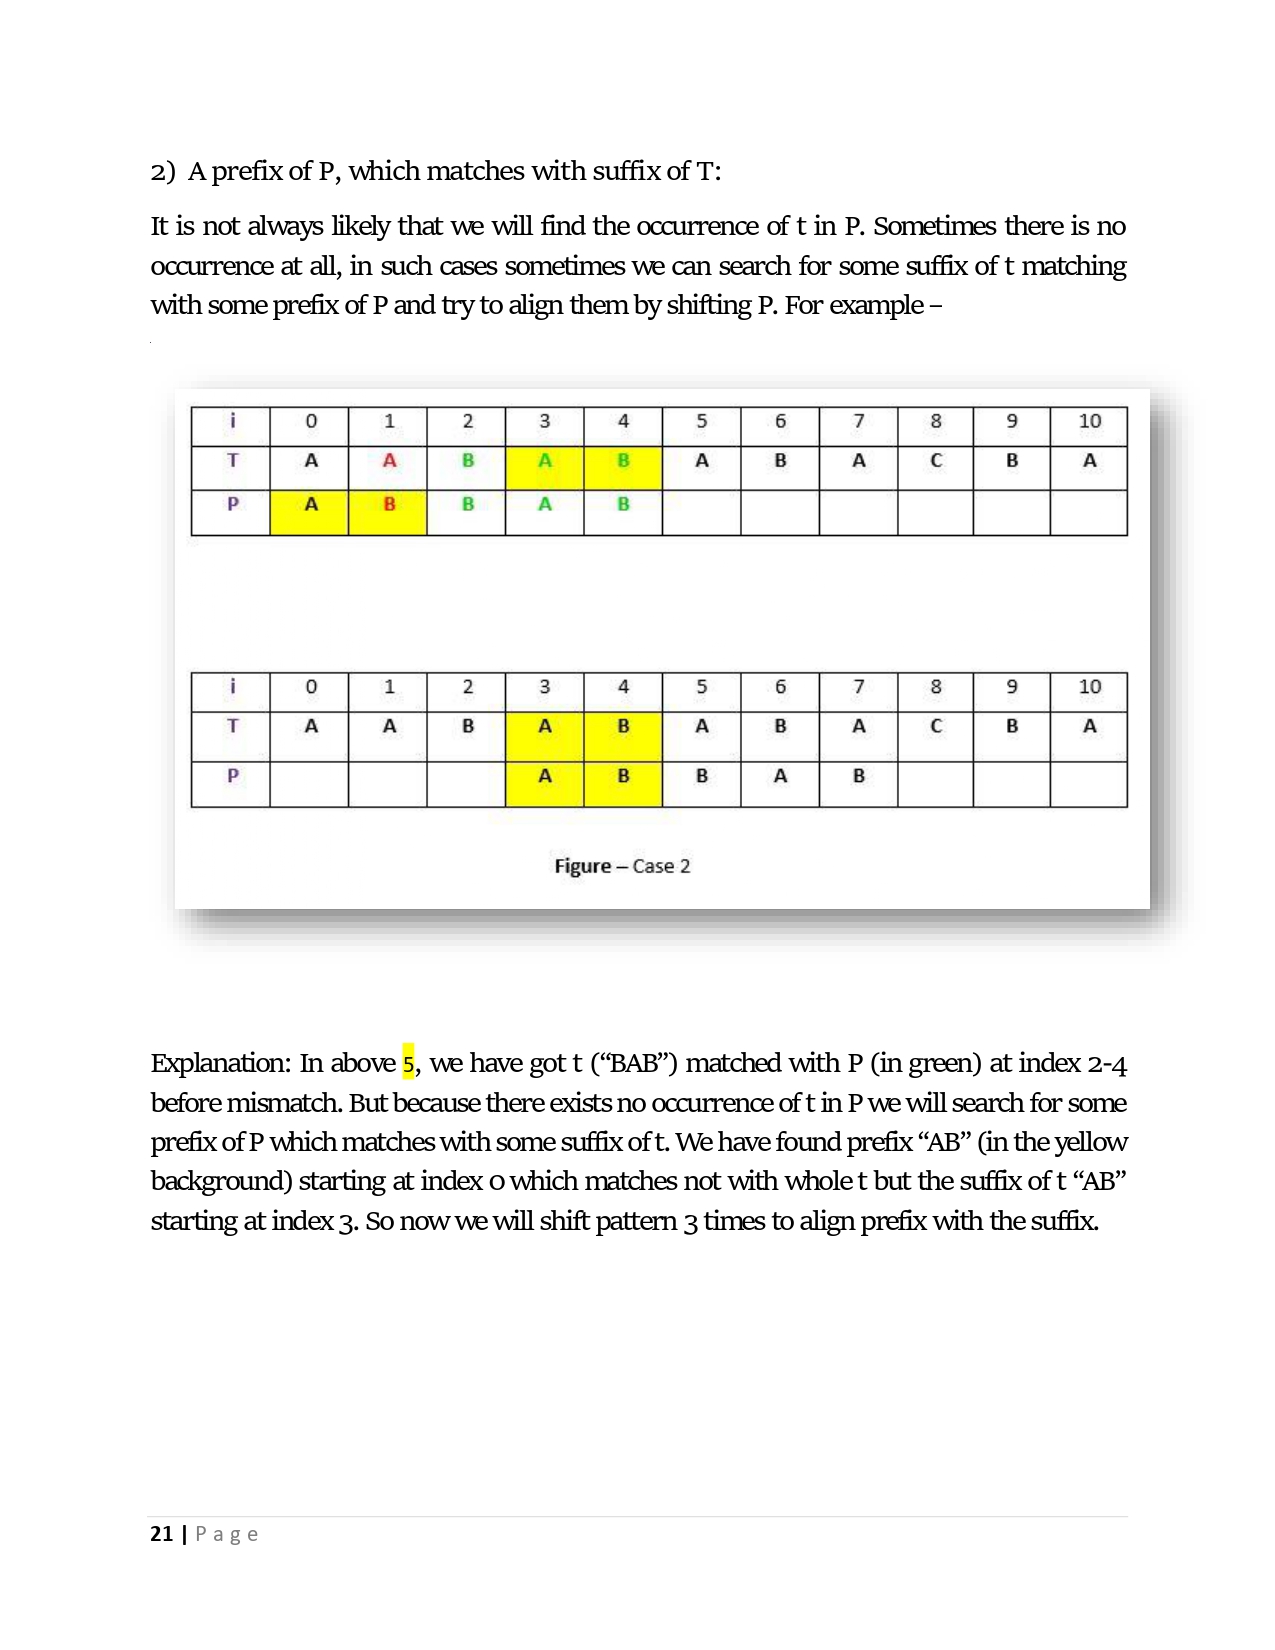 2) A prefix of P, which matches with suffix of T:
It is not always likely that we will find the occurrence of t in P. Sometimes there is no
occurrence at all, in such cases sometimes we can search for some suffix of t matching
with some prefix of P and try to align them by shifting P. For example –
i 0 1 2 3 4 5 6 7 8 9 10
T A A B A B A B A C B A
P A B B A B
i 0 1 2 3 4 5 6 7 8 9 10
T A A B A B A B A C B A
P A B B A B
Figure – Case 2
Explanation: In above 5, we have got t (“BAB”) matched with P (in green) at index 2-4
before mismatch. But because there exists no occurrence of t in P we will search for some
prefix of P which matches with some suffix of t. We have found prefix “AB” (in the yellow
background) starting at index 0 which matches not with whole t but the suffix of t “AB”
starting at index 3. So now we will shift pattern 3 times to align prefix with the suffix.
21 | Page